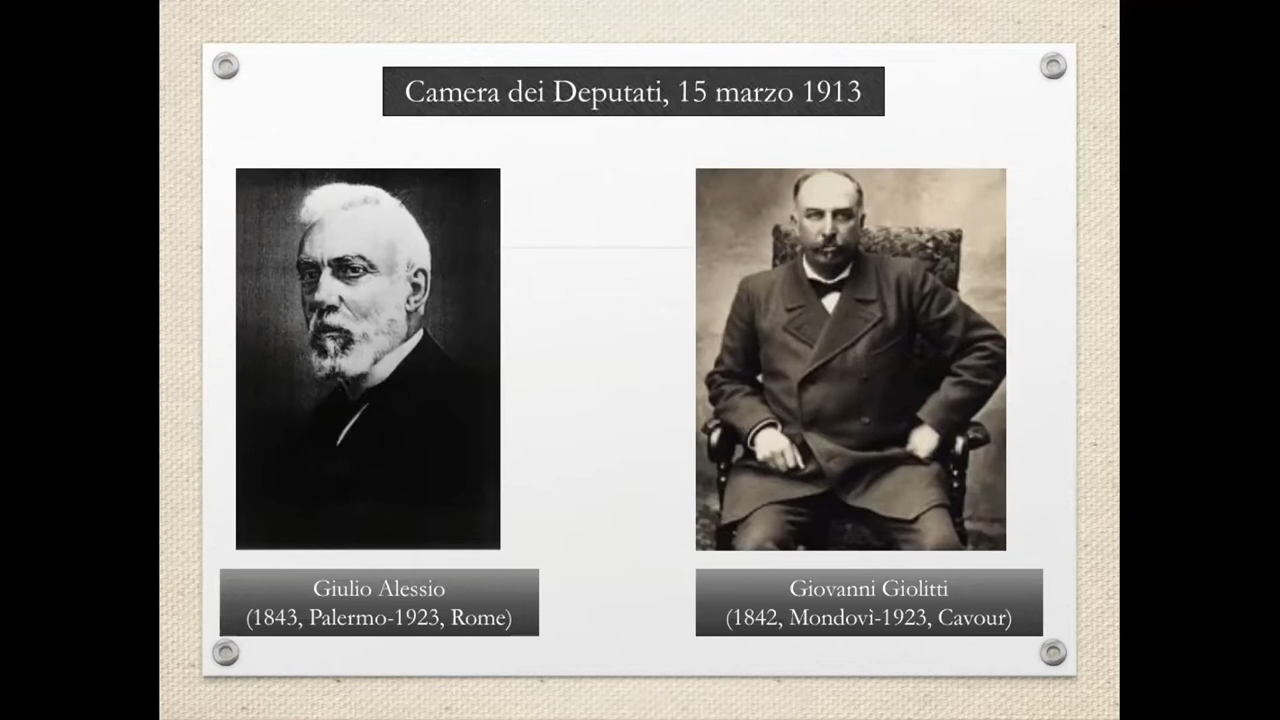 Camera dei Deputati, 15 marzo 1913
Giulio Alessio
(1843, Palermo-1923, Rome)
Giovanni Giolitti
(1842, Mondovì-1923, Cavour)